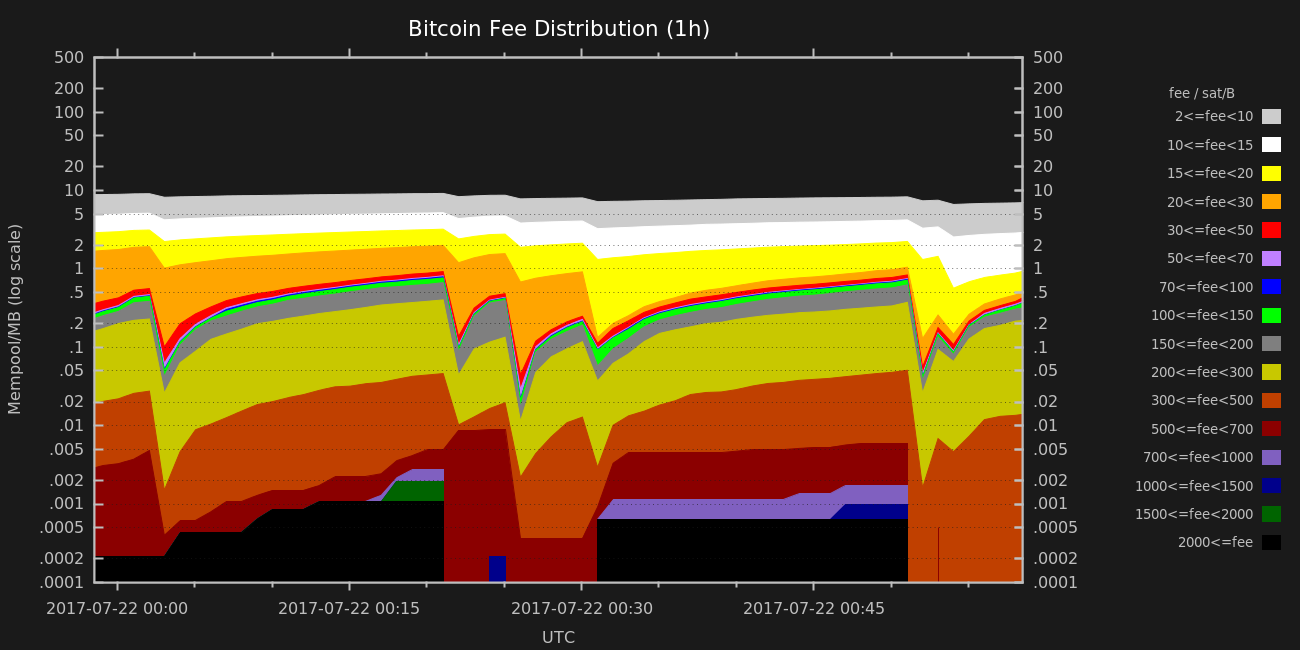 Bitcoin Fee Distribution (1h)
500
200
100
50
20
10
5
2
1
.5
.2
.1
.05
.02
.01
.005
.002
.001
.0005
.0002
.0001
Mempool/MB (log scale)
500
200
100
50
20
10
5
2
1
.5
.2
.1
.05
.02
.01
.005
.002
.001
.0005
.0002
.0001
2017-07-22 00:00
2017-07-22 00:15
2017-07-22 00:30
2017-07-22 00:45
UTC
fee / sat/B
2<=fee<10
10<=fee<15
15<=fee<20
20<=fee<30
30<=fee<50
50<=fee<70
70<=fee<100
100<=fee<150
150<=fee<200
200<=fee<300
300<=fee<500
500<=fee<700
700<=fee<1000
1000<=fee<1500
1500<=fee<2000
2000<=fee